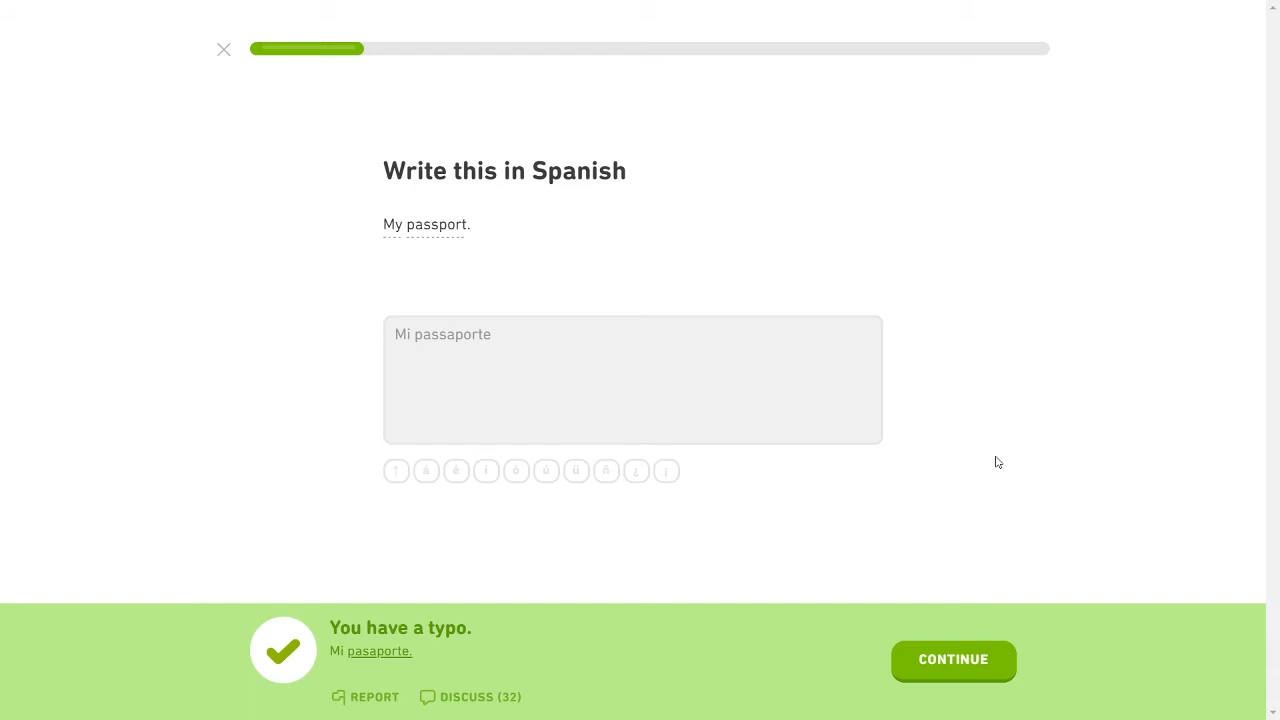 Write this in Spanish
My passport.
Mi passaporte
↑ á é í ó ú ü ñ ¿ ¡
You have a typo.
Mi pasaporte.
CONTINUE
REPORT DISCUSS (32)